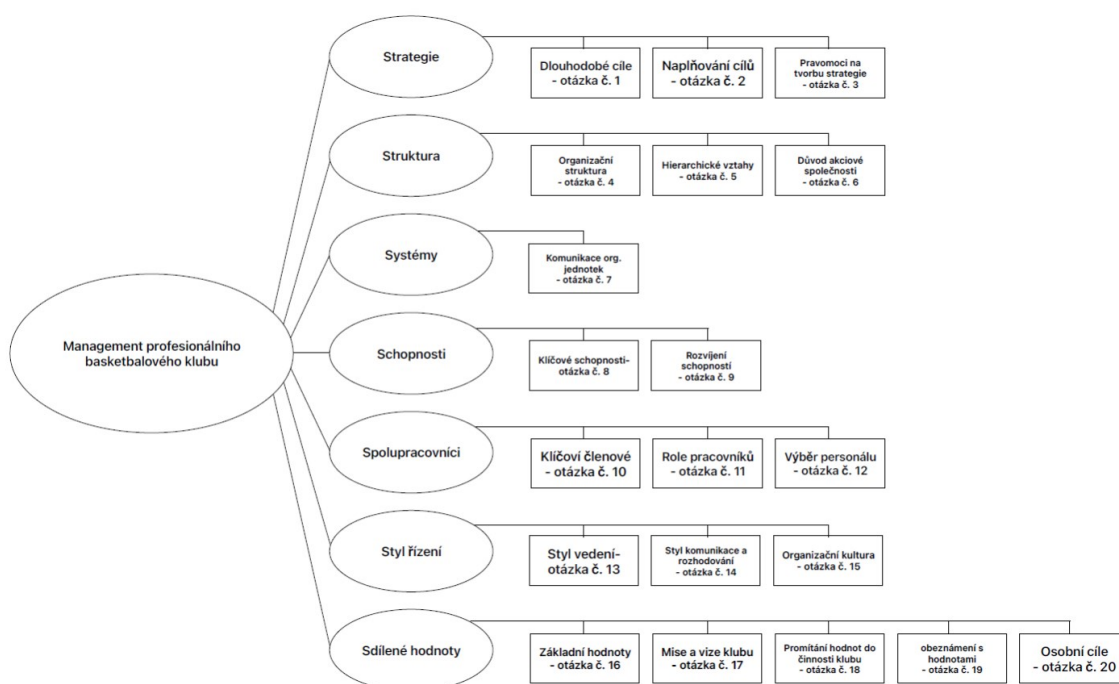 Strategie
Dlouhodobé cíle
- otázka č. 1
Naplňování cílů
- otázka č. 2
Pravomoci na
tvorbu strategie
- otázka č. 3
Struktura
Organizační
struktura
- otázka č. 4
Hierarchické vztahy
- otázka č. 5
Důvod akciové
společnosti
- otázka č. 6
Systémy
Komunikace org.
jednotek
- otázka č. 7
Management profesionálního
basketbalového klubu
Schopnosti
Klíčové schopnosti-
otázka č. 8
Rozvíjení
schopností
- otázka č. 9
Spolupracovníci
Klíčoví členové
- otázka č. 10
Role pracovníků
- otázka č. 11
Výběr personálu
- otázka č. 12
Styl řízení
Styl vedení-
otázka č. 13
Styl komunikace a
rozhodování
- otázka č. 14
Organizační kultura
- otázka č. 15
Sdílené hodnoty
Základní hodnoty
- otázka č. 16
Mise a vize klubu
- otázka č. 17
Promítání hodnot do
činnosti klubu
- otázka č. 18
obeznámení s
hodnotami
- otázka č. 19
Osobní cíle
- otázka č. 20